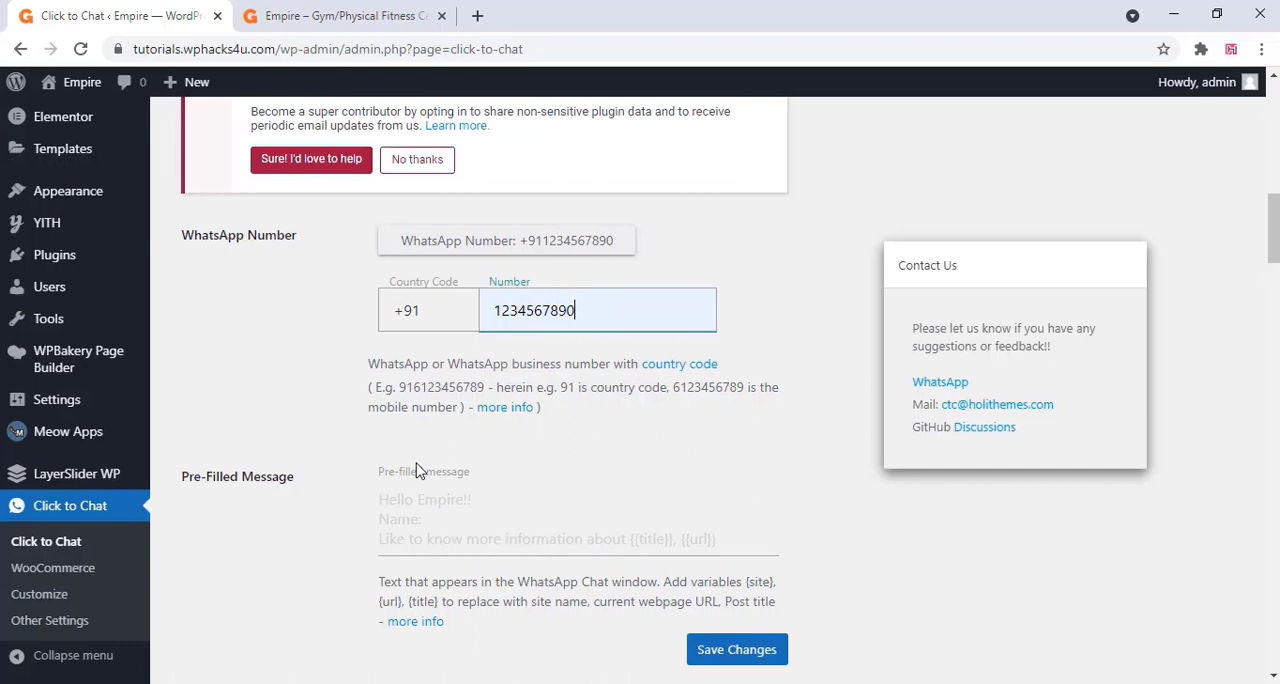 Click to Chat ‹ Empire — WordPr
Empire – Gym/Physical Fitness Ce
tutorials.wphacks4u.com/wp-admin/admin.php?page=click-to-chat
Empire
0
New
Howdy, admin
Elementor
Templates
Appearance
YITH
Plugins
Users
Tools
WPBakery Page
Builder
Settings
Meow Apps
LayerSlider WP
Click to Chat
Click to Chat
WooCommerce
Customize
Other Settings
Collapse menu
Become a super contributor by opting in to share non-sensitive plugin data and to receive
periodic email updates from us. Learn more.
Sure! I'd love to help
No thanks
WhatsApp Number
WhatsApp Number: +911234567890
Country Code
Number
+91
1234567890
WhatsApp or WhatsApp business number with country code
( E.g. 916123456789 - herein e.g. 91 is country code, 6123456789 is the
mobile number ) - more info )
Pre-Filled Message
Pre-filled message
Hello Empire!!
Name:
Like to know more information about {{title}}, {{url}}
Text that appears in the WhatsApp Chat window. Add variables {site},
{url}, {title} to replace with site name, current webpage URL, Post title
- more info
Save Changes
Contact Us
Please let us know if you have any
suggestions or feedback!!
WhatsApp
Mail: ctc@holithemes.com
GitHub Discussions